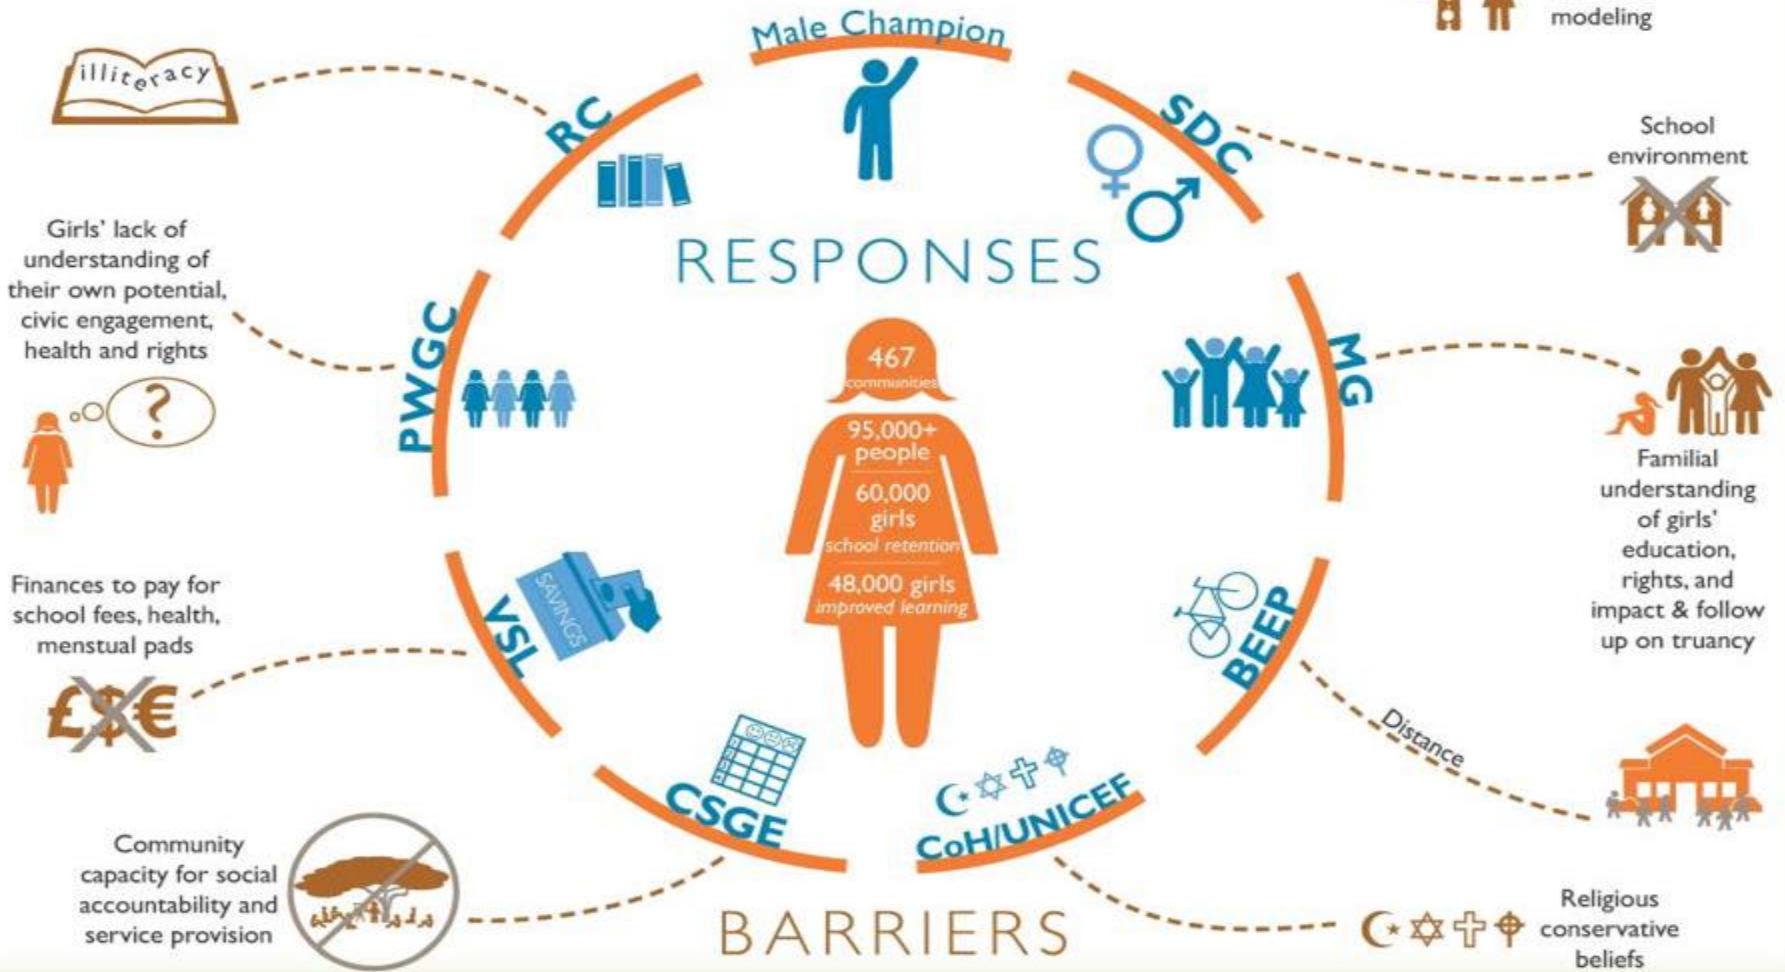 modeling
Male Champion
illiteracy
RC
SDC
School
environment
RESPONSES
Girls' lack of
understanding of
their own potential,
civic engagement,
health and rights
PWGC
MG
467
communities
95,000+
people
60,000
girls
school retention
48,000 girls
improved learning
?
Familial
understanding
of girls'
education,
rights, and
impact & follow
up on truancy
Finances to pay for
school fees, health,
menstual pads
£$€
VSL
SAVINGS
BEEP
Distance
CSGE
CoH/UNICEF
Community
capacity for social
accountability and
service provision
BARRIERS
Religious
conservative
beliefs